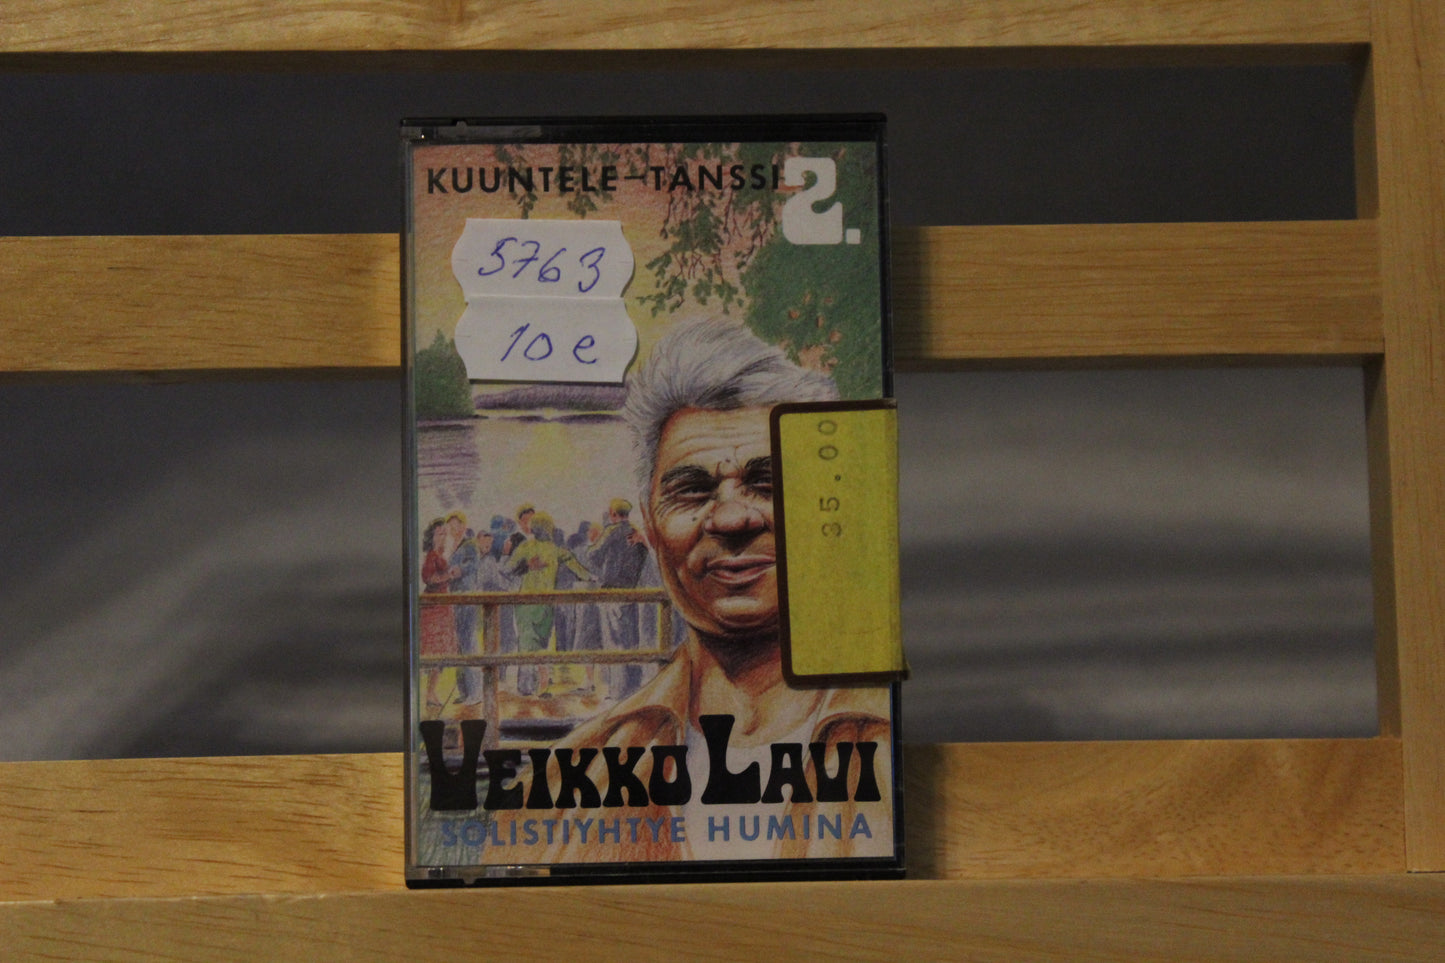 KUUNTELE-TANSSI 2.
5763
10 e
35.00
VEIKKO LAVI
SOLISTIYHTYE HUMINA